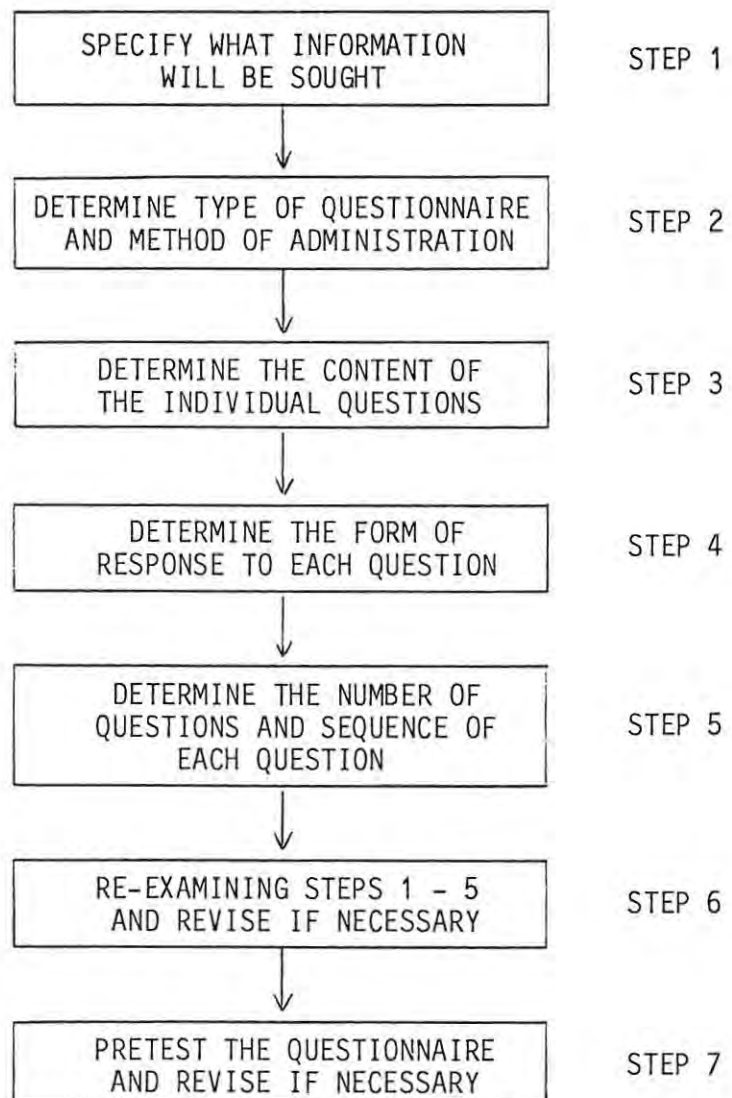 SPECIFY WHAT INFORMATION
WILL BE SOUGHT
STEP 1
DETERMINE TYPE OF QUESTIONNAIRE
AND METHOD OF ADMINISTRATION
STEP 2
DETERMINE THE CONTENT OF
THE INDIVIDUAL QUESTIONS
STEP 3
DETERMINE THE FORM OF
RESPONSE TO EACH QUESTION
STEP 4
DETERMINE THE NUMBER OF
QUESTIONS AND SEQUENCE OF
EACH QUESTION
STEP 5
RE-EXAMINING STEPS 1 - 5
AND REVISE IF NECESSARY
STEP 6
PRETEST THE QUESTIONNAIRE
AND REVISE IF NECESSARY
STEP 7